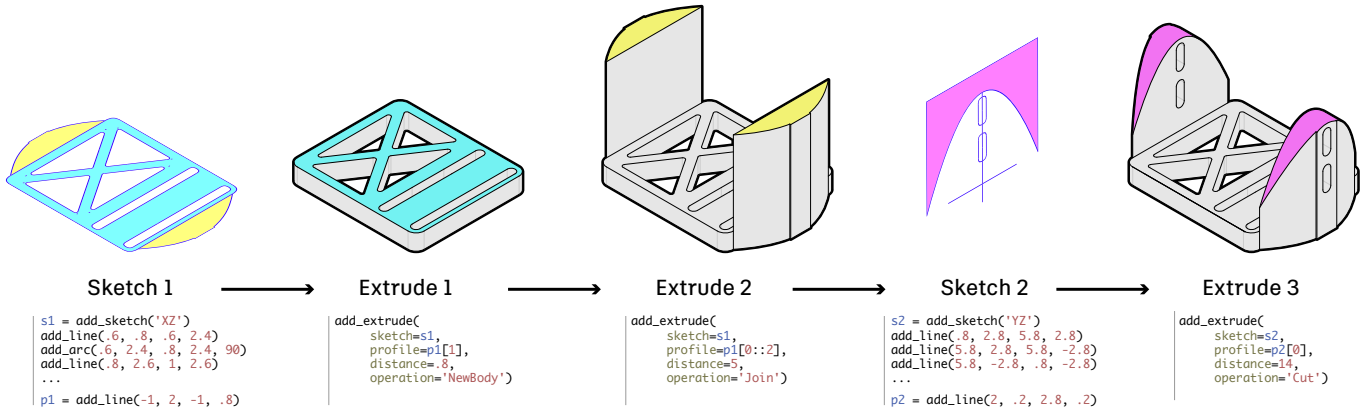 Sketch 1
Extrude 1
Extrude 2
Sketch 2
Extrude 3
s1 = add_sketch('XZ')
add_line(.6, .8, .6, 2.4)
add_arc(.6, 2.4, .8, 2.4, 90)
add_line(.8, 2.6, 1, 2.6)
...
p1 = add_line(-1, 2, -1, .8)
add_extrude(
sketch=s1,
profile=p1[1],
distance=.8,
operation='NewBody')
add_extrude(
sketch=s1,
profile=p1[0::2],
distance=5,
operation='Join')
s2 = add_sketch('YZ')
add_line(.8, 2.8, 5.8, 2.8)
add_line(5.8, 2.8, 5.8, -2.8)
add_line(5.8, -2.8, .8, -2.8)
...
p2 = add_line(2, .2, 2.8, .2)
add_extrude(
sketch=s2,
profile=p2[0],
distance=14,
operation='Cut')